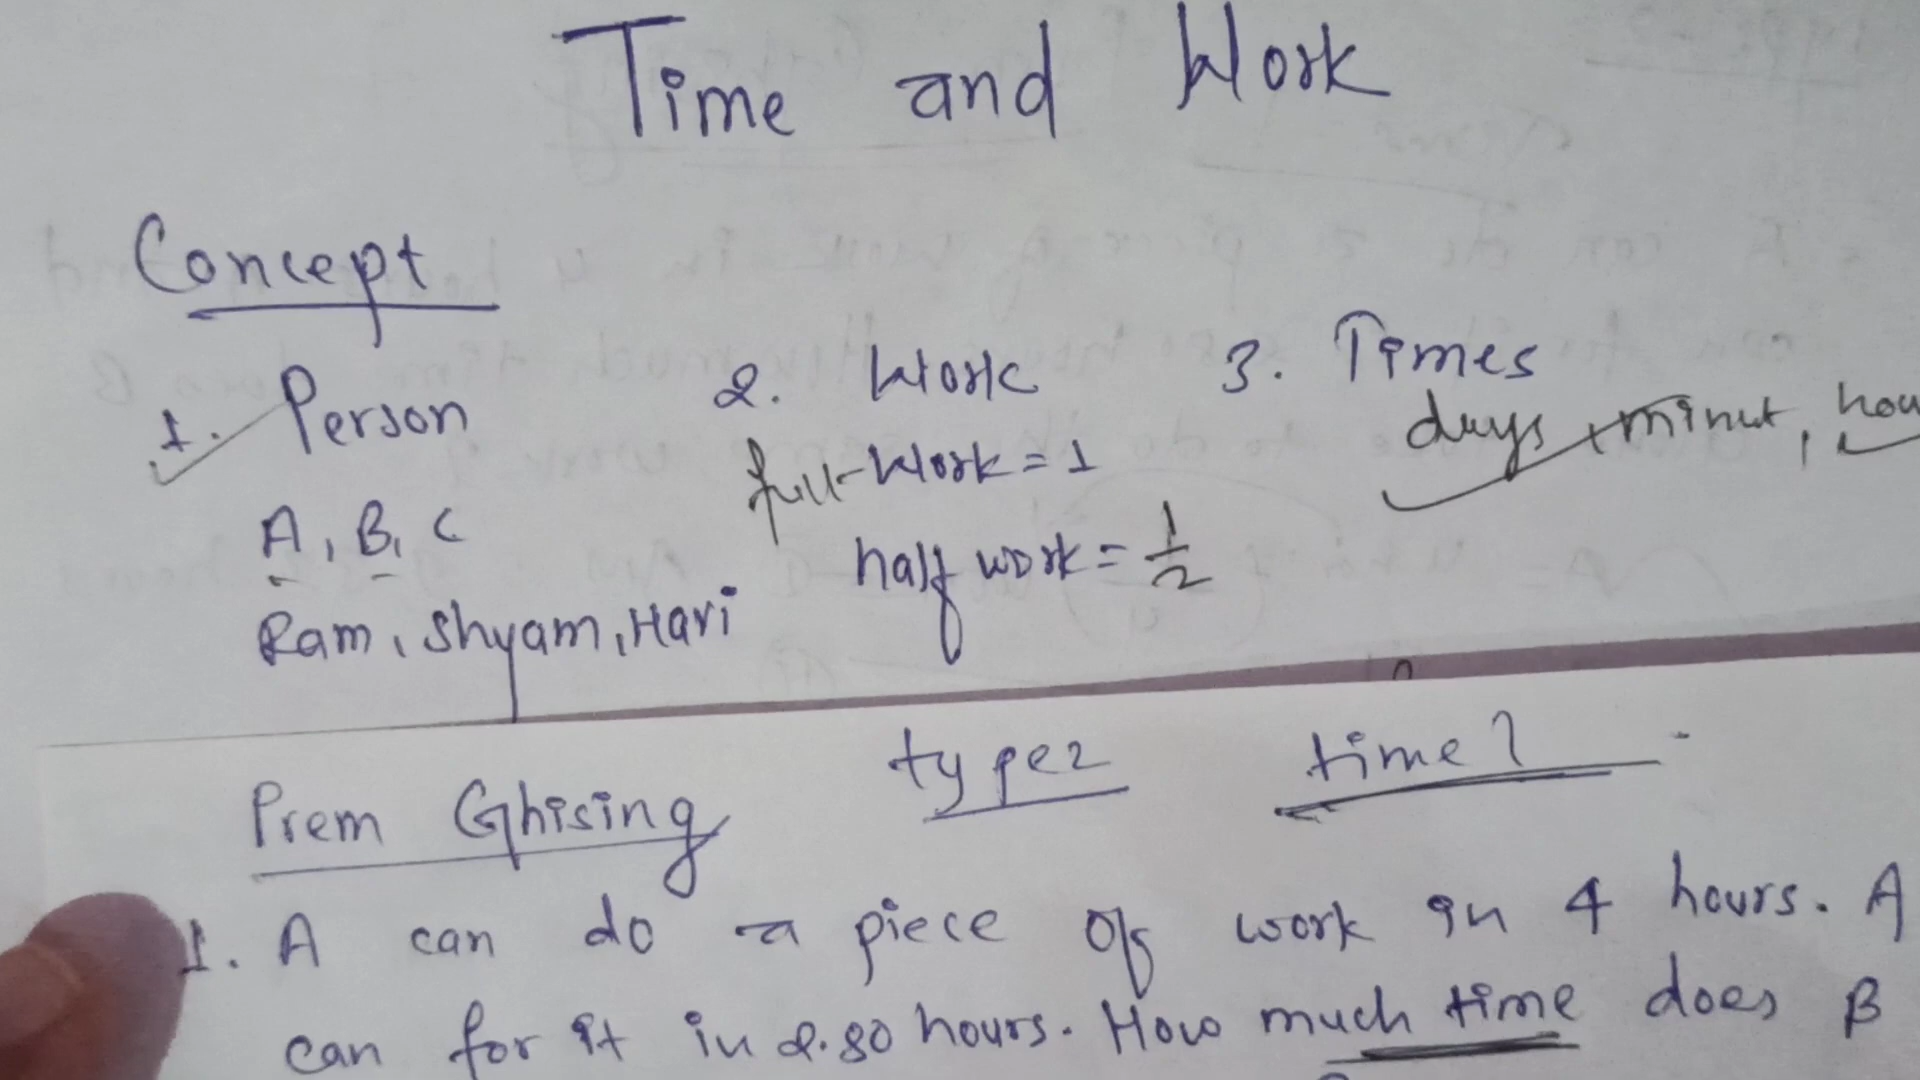 Time and Work
Concept
1. Person
A, B, C
Ram, Shyam, Hari
2. Work
full-Work = 1
half work = 1/2
3. Times
days, minut, hou
Prem Ghising type2 time?
1. A can do a piece of work in 4 hours. A
can for it in 2.80 hours. How much time does B